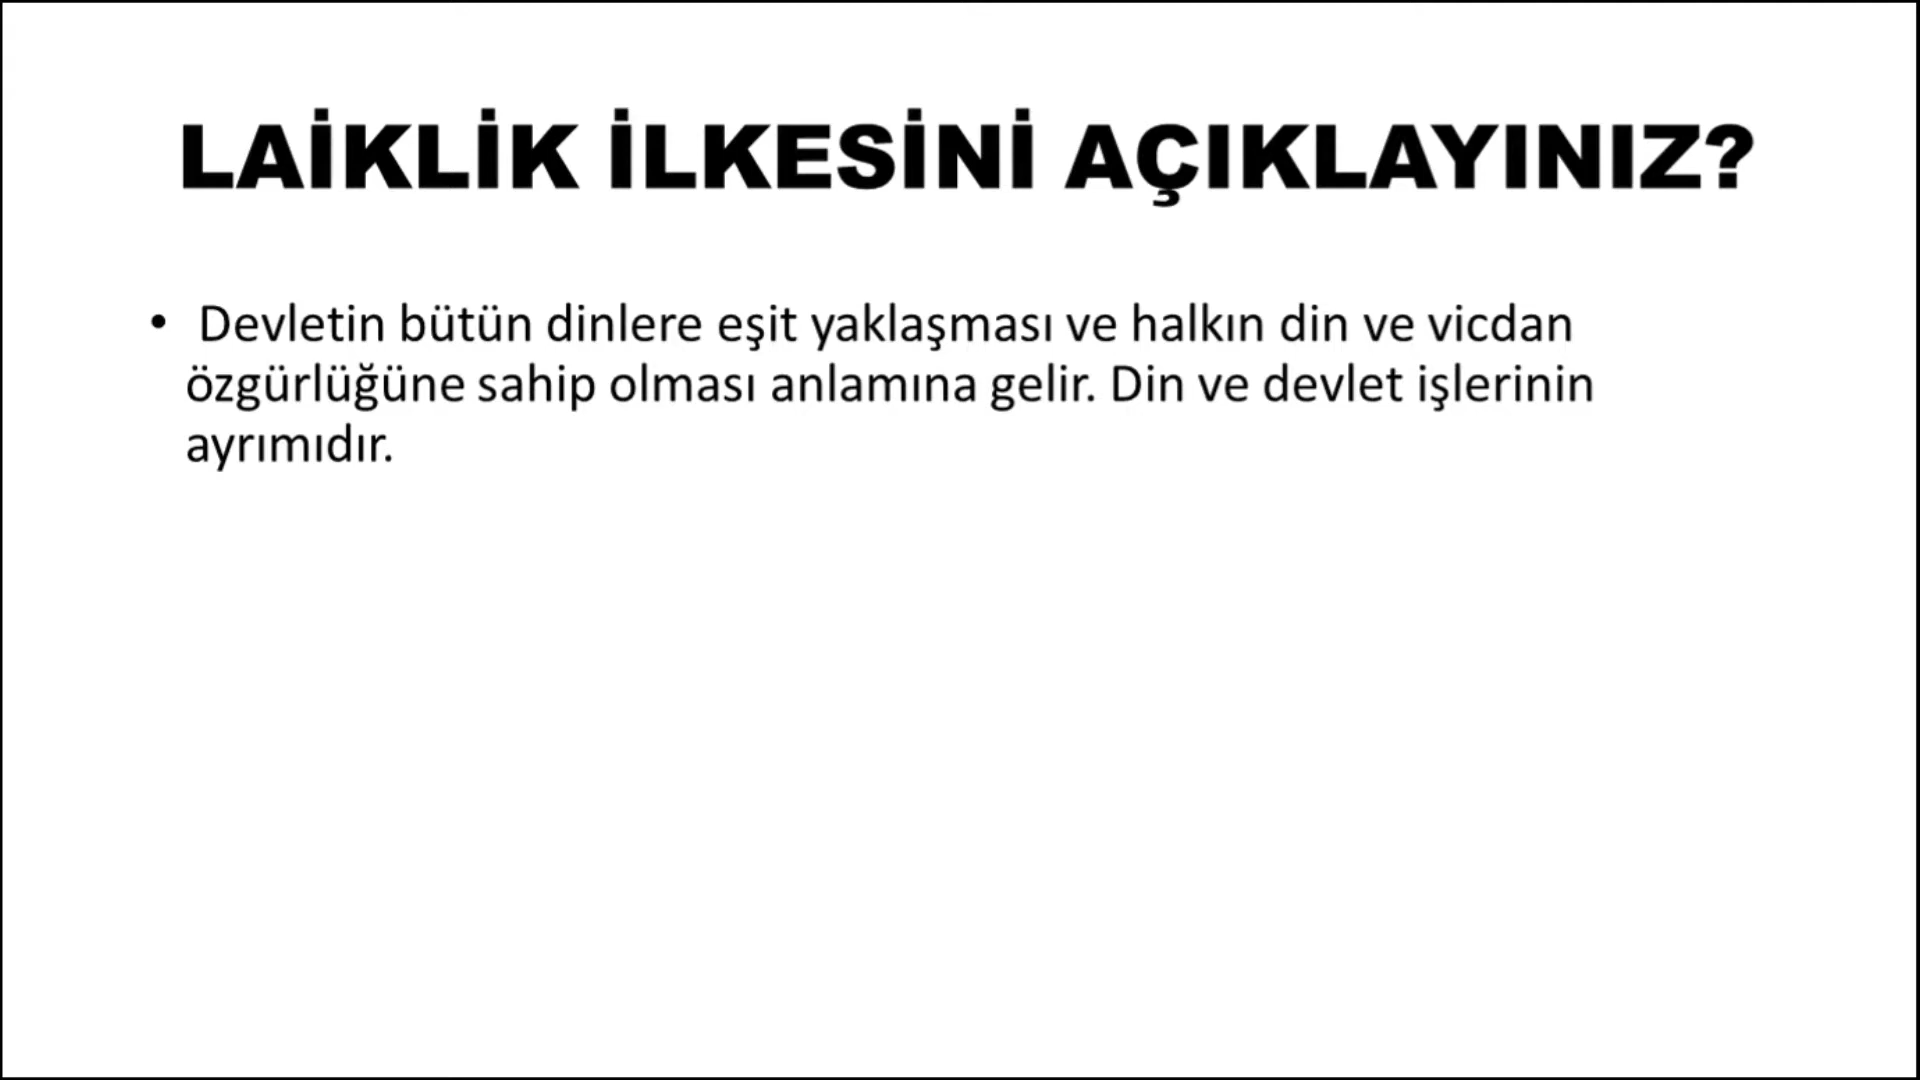 LAİKLİK İLKESİNİ AÇIKLAYINIZ?
• Devletin bütün dinlere eşit yaklaşması ve halkın din ve vicdan
özgürlüğüne sahip olması anlamına gelir. Din ve devlet işlerinin
ayrımıdır.